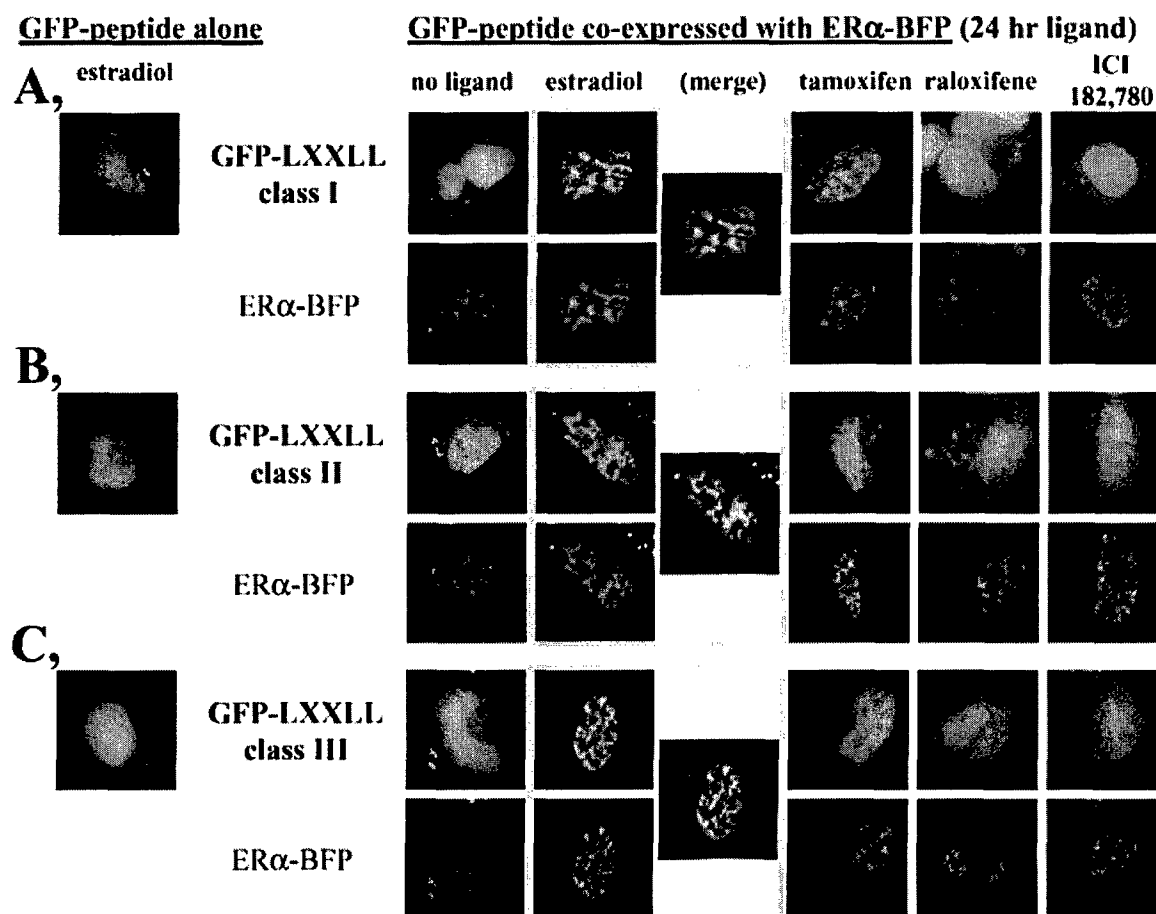 GFP-peptide alone
GFP-peptide co-expressed with ERα-BFP (24 hr ligand)
estradiol
no ligand estradiol (merge) tamoxifen raloxifene ICI 182,780
A,
GFP-LXXLL
class I
ERα-BFP
B,
GFP-LXXLL
class II
ERα-BFP
C,
GFP-LXXLL
class III
ERα-BFP